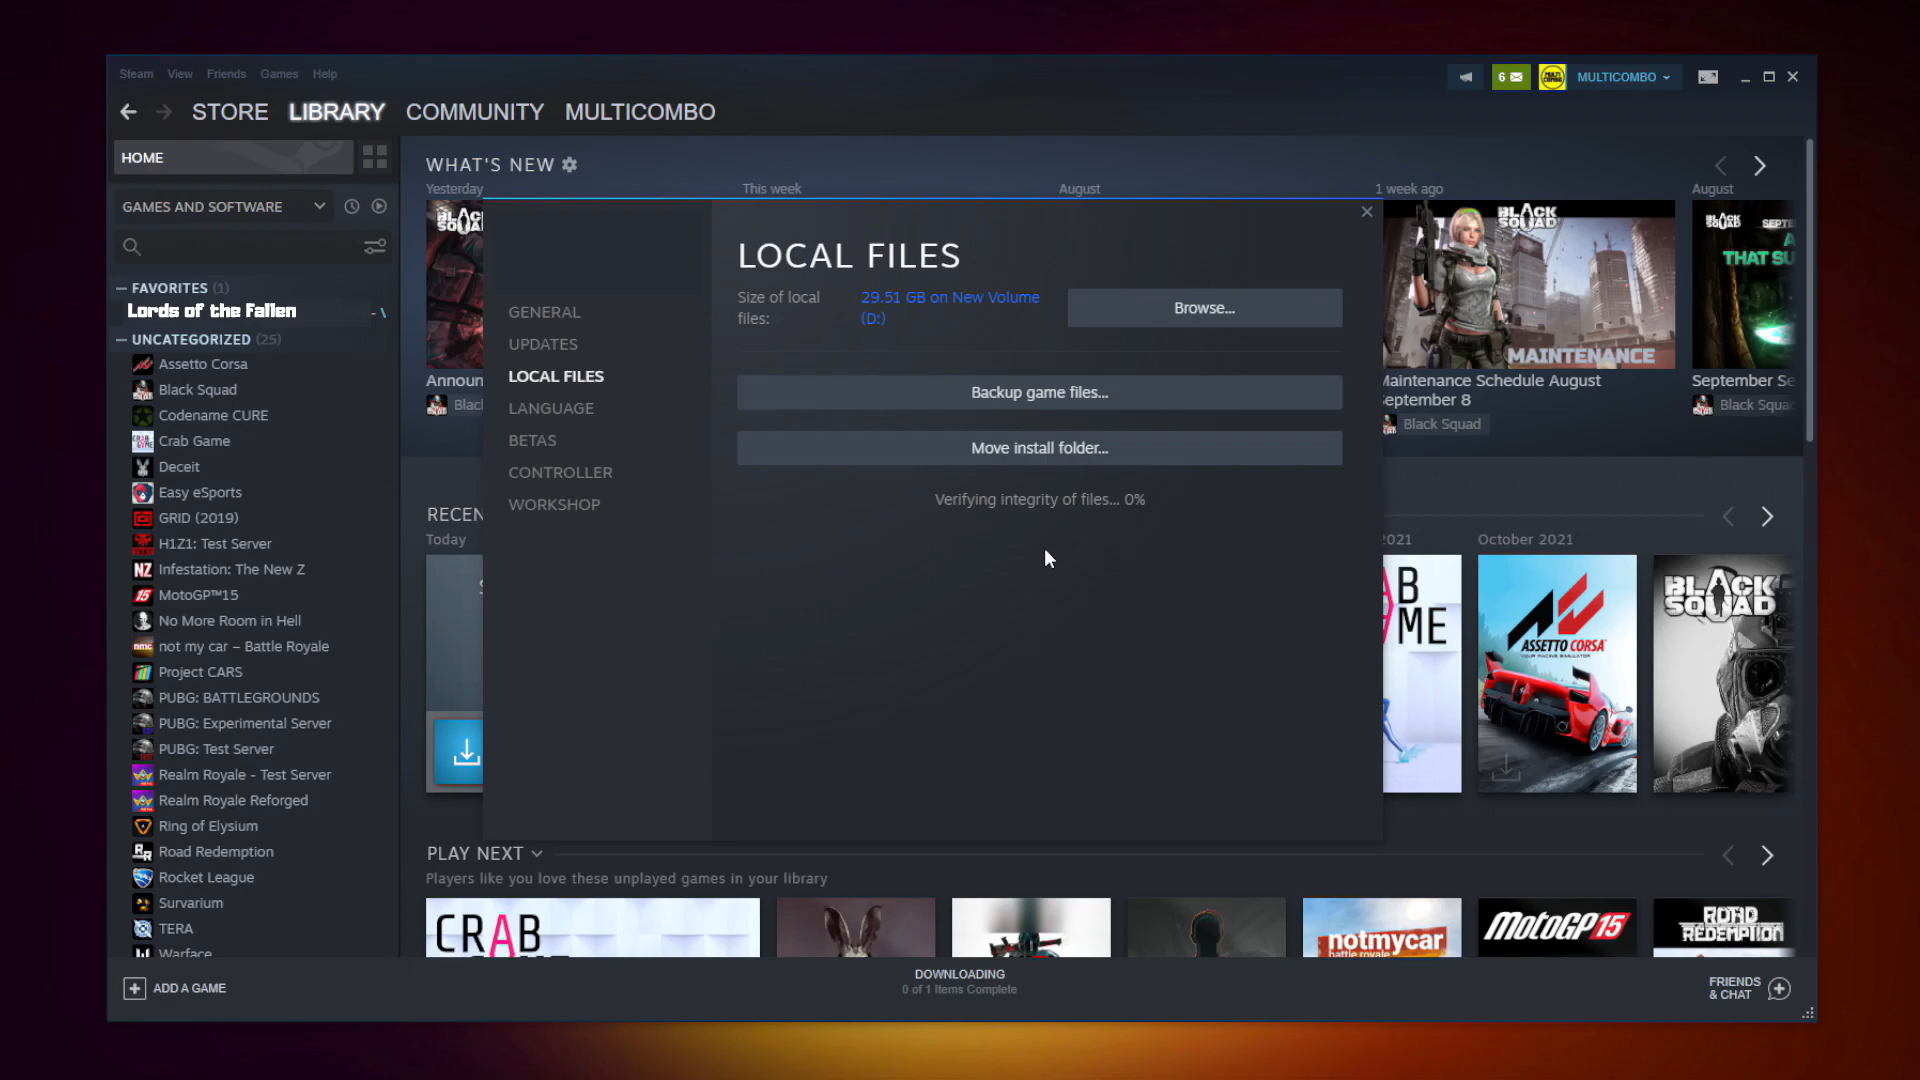 Steam View Friends Games Help
6
MULTICOMBO
STORE LIBRARY COMMUNITY MULTICOMBO
HOME
GAMES AND SOFTWARE
FAVORITES (1)
Lords of the Fallen
UNCATEGORIZED (25)
Assetto Corsa
Black Squad
Codename CURE
Crab Game
Deceit
Easy eSports
GRID (2019)
H1Z1: Test Server
Infestation: The New Z
MotoGP™15
No More Room in Hell
not my car – Battle Royale
Project CARS
PUBG: BATTLEGROUNDS
PUBG: Experimental Server
PUBG: Test Server
Realm Royale - Test Server
Realm Royale Reforged
Ring of Elysium
Road Redemption
Rocket League
Survarium
TERA
Warface
WHAT'S NEW
Yesterday
This week
August
1 week ago
August
BLACK SQUAD
MAINTENANCE
Maintenance Schedule August
September 8
Black Squad
BLACK SQUAD
THAT SU
September Se
Black Squa
Announ
Blac
LOCAL FILES
Size of local
files:
29.51 GB on New Volume
(D:)
Browse...
GENERAL
UPDATES
LOCAL FILES
LANGUAGE
BETAS
CONTROLLER
WORKSHOP
Backup game files...
Move install folder...
Verifying integrity of files... 0%
RECEN
Today
2021
October 2021
ASSETTO CORSA
YOUR RACING SIMULATOR
BLACK SQUAD
PLAY NEXT
Players like you love these unplayed games in your library
CRAB
notmycar
battle royale
MotoGP 15
ROAD
REDEMPTION
ADD A GAME
DOWNLOADING
0 of 1 Items Complete
FRIENDS
& CHAT